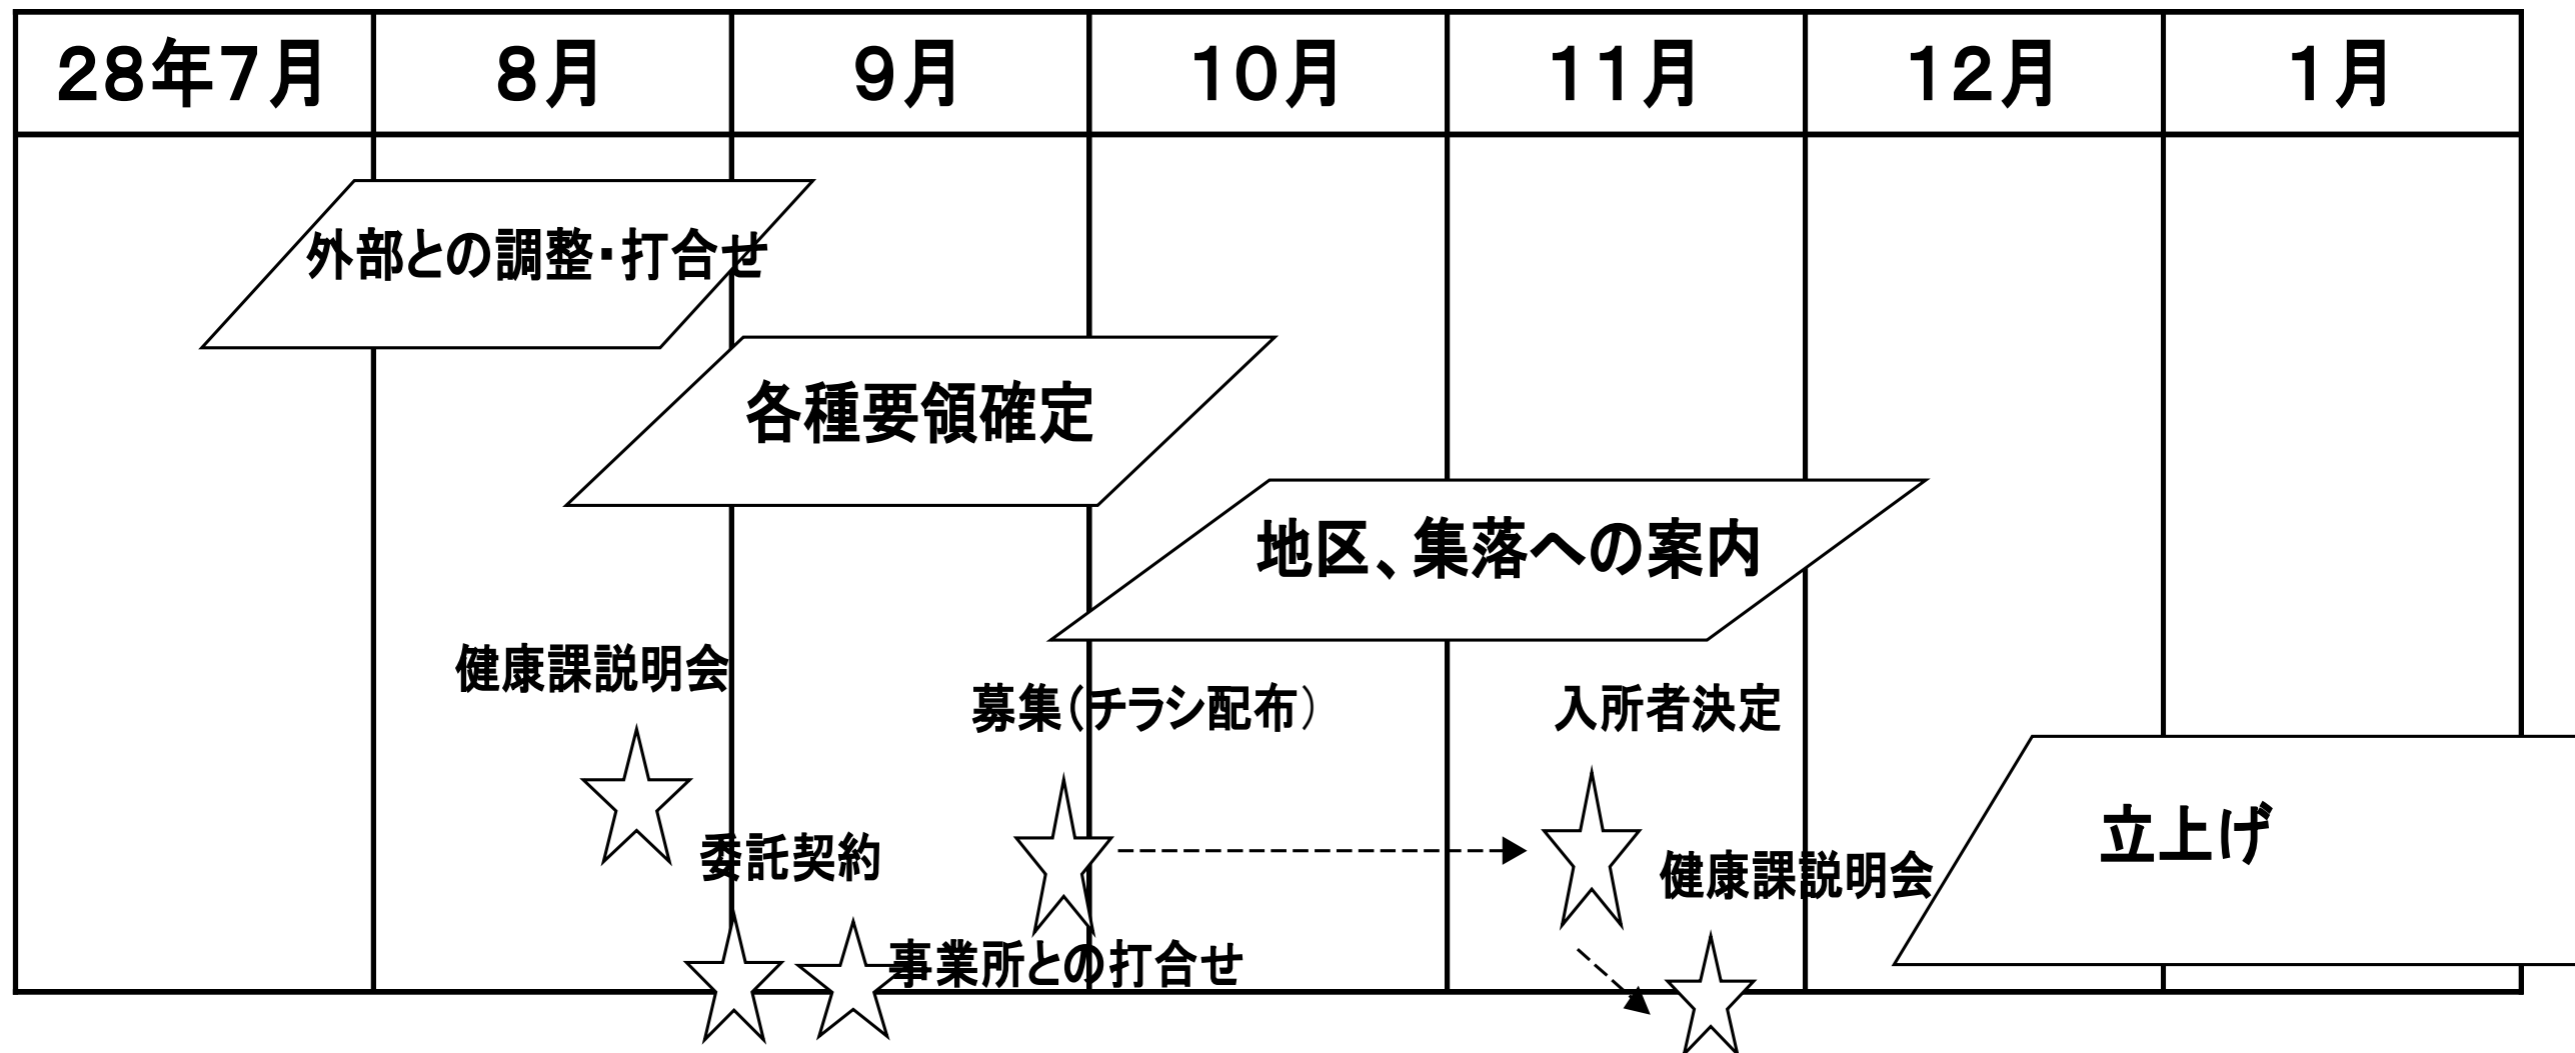 28年7月
8月
9月
10月
11月
12月
1月
外部との調整・打合せ
各種要領確定
地区、集落への案内
健康課説明会
募集(チラシ配布)
入所者決定
立上げ
委託契約
健康課説明会
事業所との打合せ